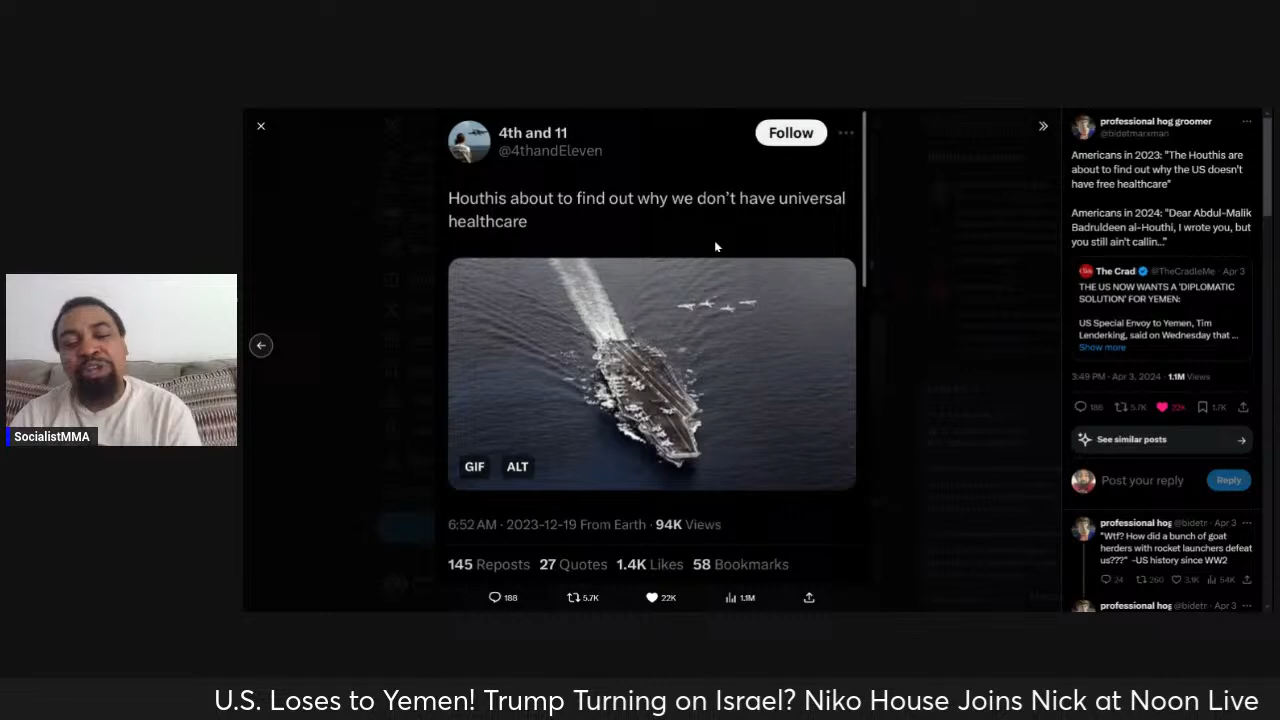 4th and 11
@4thandEleven
Follow
Houthis about to find out why we don't have universal
healthcare
GIF ALT
6:52 AM · 2023-12-19 From Earth · 94K Views
145 Reposts 27 Quotes 1.4K Likes 58 Bookmarks
188 5.7K 22K 1.1M
professional hog groomer
@bidetmarxman
Americans in 2023: "The Houthis are
about to find out why the US doesn't
have free healthcare"
Americans in 2024: "Dear Abdul-Malik
Badruldeen al-Houthi, I wrote you, but
you still ain't callin..."
The Crad @TheCradleMe · Apr 3
THE US NOW WANTS A 'DIPLOMATIC
SOLUTION' FOR YEMEN:
US Special Envoy to Yemen, Tim
Lenderking, said on Wednesday that ...
Show more
3:49 PM · Apr 3, 2024 · 1.1M Views
188 5.7K 22K 1.7K
See similar posts
Post your reply Reply
professional hog @bidetr · Apr 3
"Wtf? How did a bunch of goat
herders with rocket launchers defeat
us???" -US history since WW2
24 260 3.1K 54K
professional hog @bidetr · Apr 3
SocialistMMA
U.S. Loses to Yemen! Trump Turning on Israel? Niko House Joins Nick at Noon Live